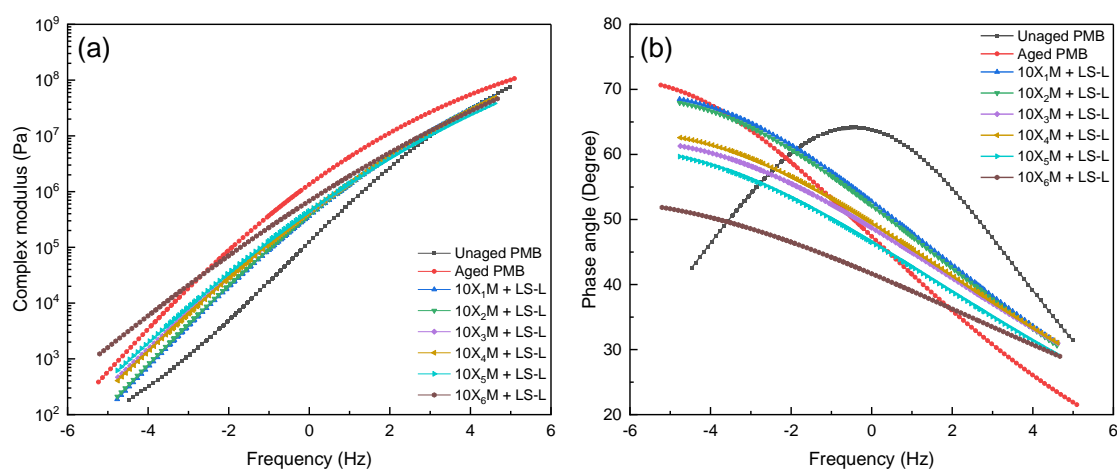 (a)
Complex modulus (Pa)
10⁹
10⁸
10⁷
10⁶
10⁵
10⁴
10³
10²
-6
-4
-2
0
2
4
6
Frequency (Hz)
Unaged PMB
Aged PMB
10X₁M + LS-L
10X₂M + LS-L
10X₃M + LS-L
10X₄M + LS-L
10X₅M + LS-L
10X₆M + LS-L
(b)
Phase angle (Degree)
80
70
60
50
40
30
20
-6
-4
-2
0
2
4
6
Frequency (Hz)
Unaged PMB
Aged PMB
10X₁M + LS-L
10X₂M + LS-L
10X₃M + LS-L
10X₄M + LS-L
10X₅M + LS-L
10X₆M + LS-L